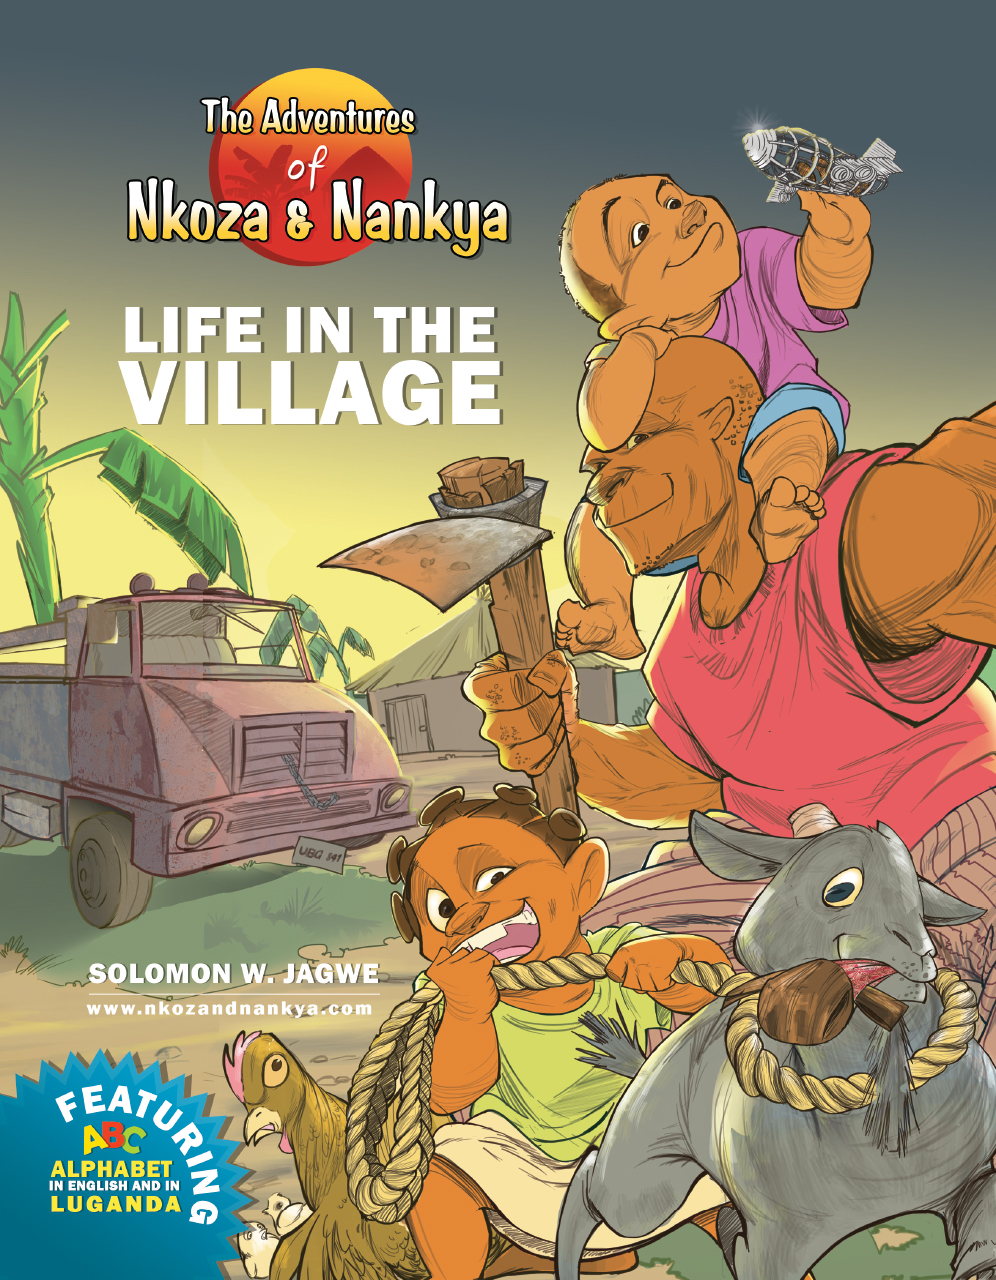 The Adventures
of
Nkoza & Nankya
LIFE IN THE
VILLAGE
UBG 541
SOLOMON W. JAGWE
www.nkozandnankya.com
FEATURING
ABC
ALPHABET
IN ENGLISH AND IN
LUGANDA